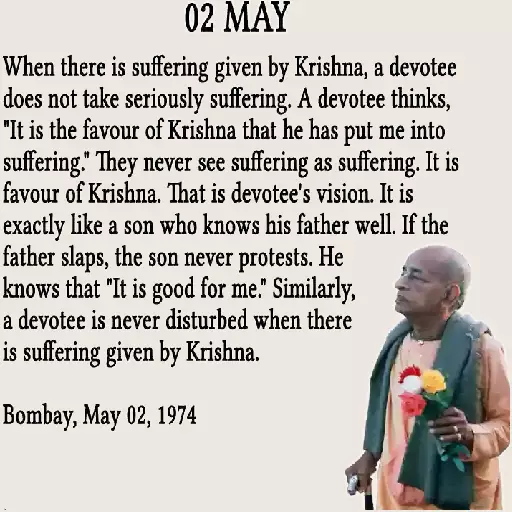 02 MAY
When there is suffering given by Krishna, a devotee
does not take seriously suffering. A devotee thinks,
"It is the favour of Krishna that he has put me into
suffering." They never see suffering as suffering. It is
favour of Krishna. That is devotee's vision. It is
exactly like a son who knows his father well. If the
father slaps, the son never protests. He
knows that "It is good for me." Similarly,
a devotee is never disturbed when there
is suffering given by Krishna.
Bombay, May 02, 1974